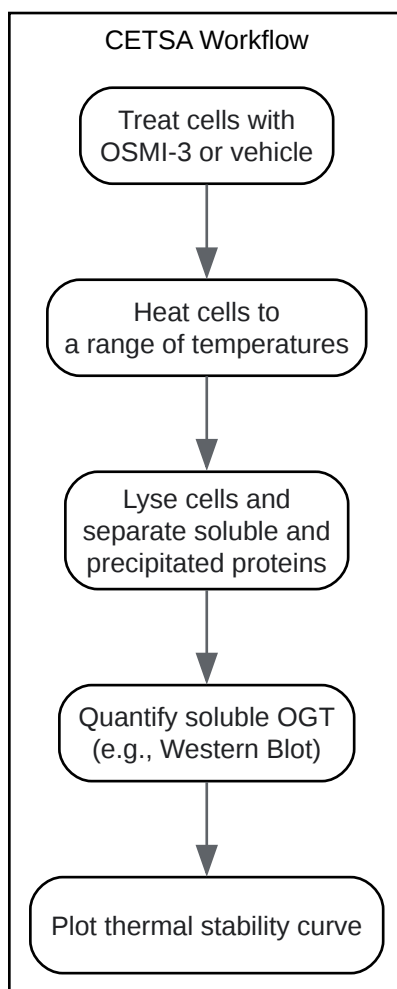 CETSA Workflow
Treat cells with
OSMI-3 or vehicle
Heat cells to
a range of temperatures
Lyse cells and
separate soluble and
precipitated proteins
Quantify soluble OGT
(e.g., Western Blot)
Plot thermal stability curve